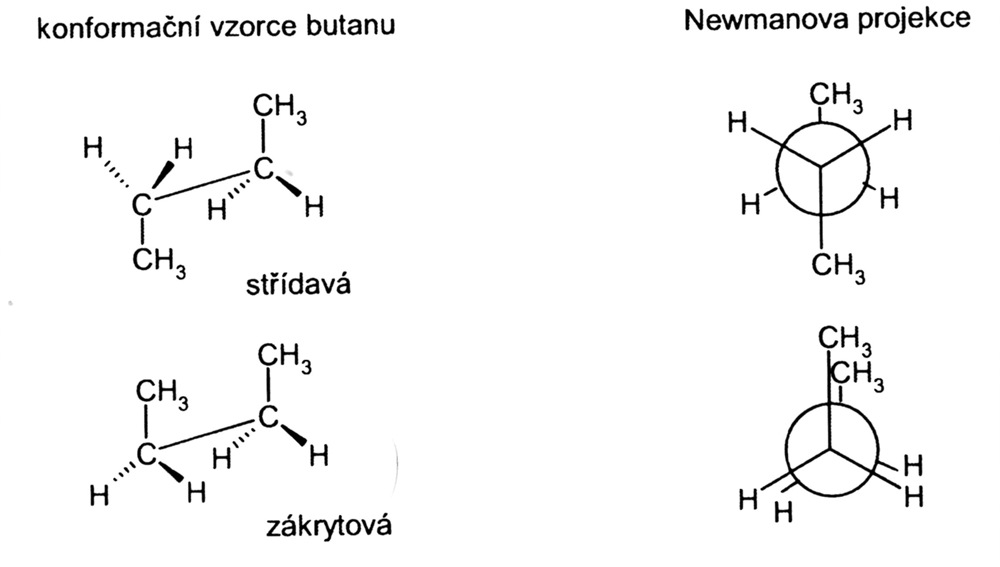 konformační vzorce butanu
Newmanova projekce
CH3
H H
C
C
H H
CH3
střídavá
CH3
H H
H H
CH3
CH3
CH3
C
C
H H
H H
zákrytová
CH3
CH3
H
H H
H